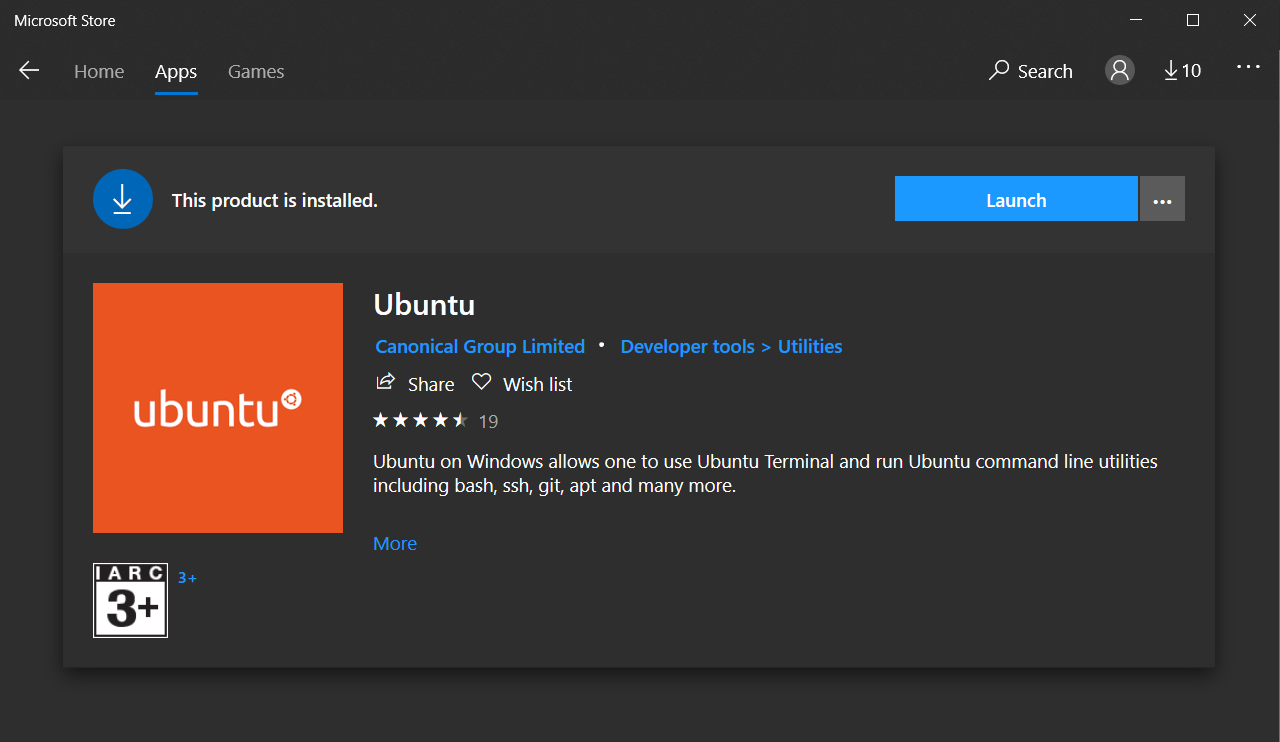 Microsoft Store
Home Apps Games Search 10
This product is installed.
Launch
ubuntu
Ubuntu
Canonical Group Limited • Developer tools > Utilities
Share Wish list
19
Ubuntu on Windows allows one to use Ubuntu Terminal and run Ubuntu command line utilities
including bash, ssh, git, apt and many more.
More
IARC
3+
3+